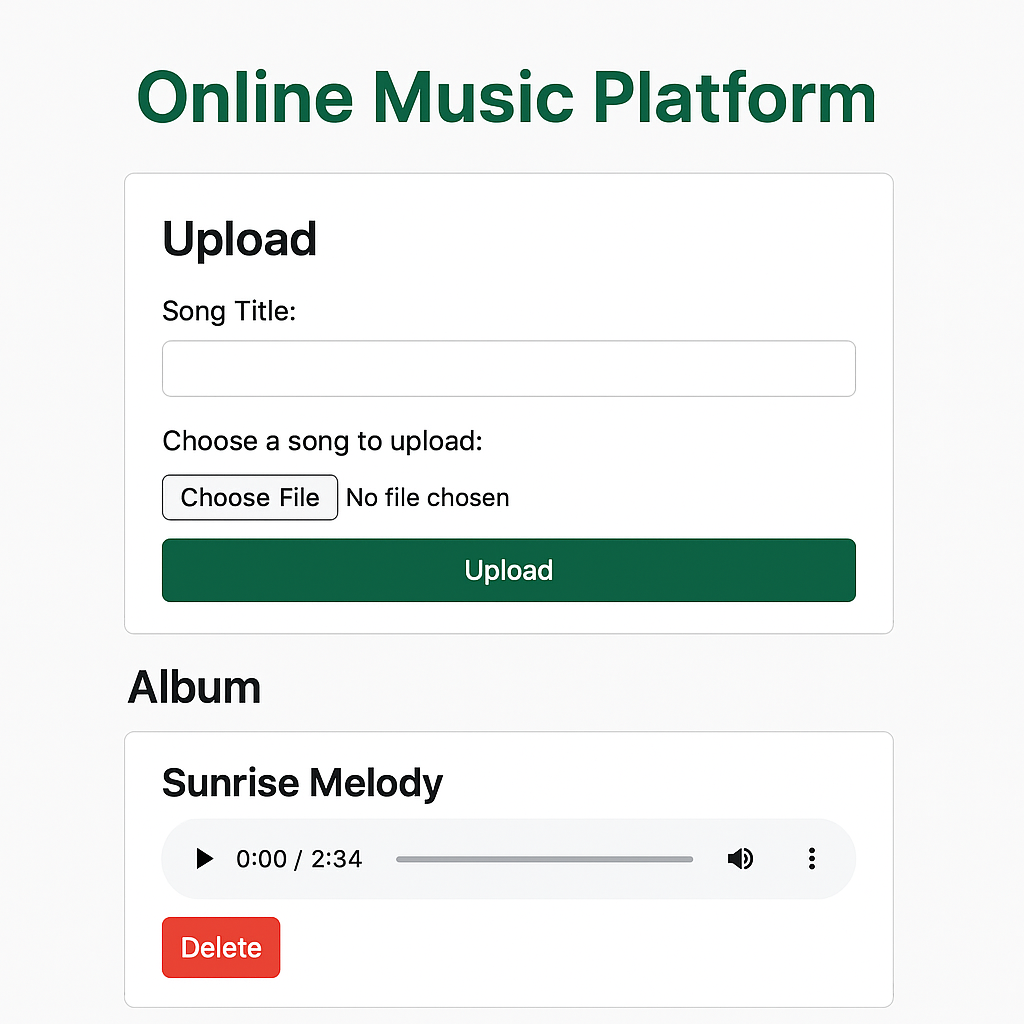 Online Music Platform
Upload
Song Title:
Choose a song to upload:
Choose File No file chosen
Upload
Album
Sunrise Melody
0:00 / 2:34
Delete